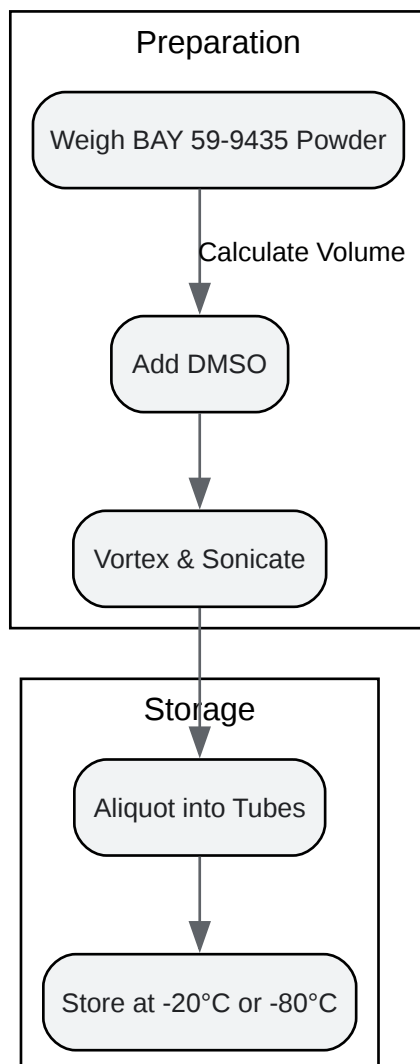 Preparation
Weigh BAY 59-9435 Powder
Calculate Volume
Add DMSO
Vortex & Sonicate
Storage
Aliquot into Tubes
Store at -20°C or -80°C